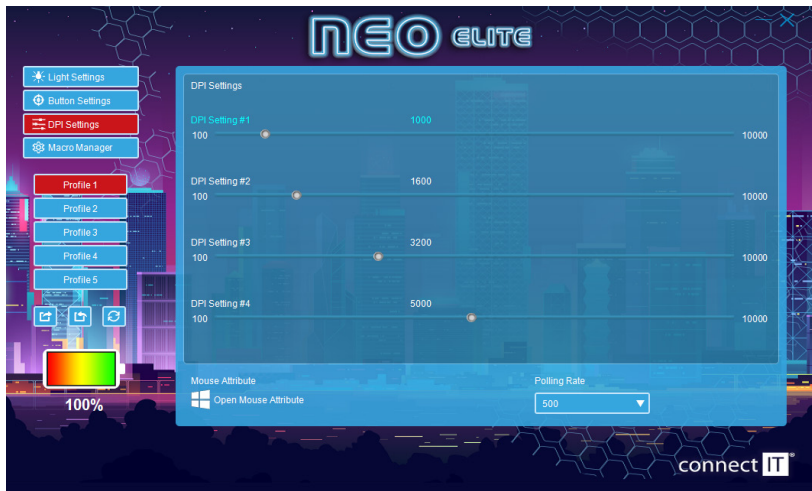 neo ELITE
Light Settings
Button Settings
DPI Settings
Macro Manager
Profile 1
Profile 2
Profile 3
Profile 4
Profile 5
100%
DPI Settings
DPI Setting #1 1000
100 10000
DPI Setting #2 1600
100 10000
DPI Setting #3 3200
100 10000
DPI Setting #4 5000
100 10000
Mouse Attribute
Open Mouse Attribute
Polling Rate
500
connect IT